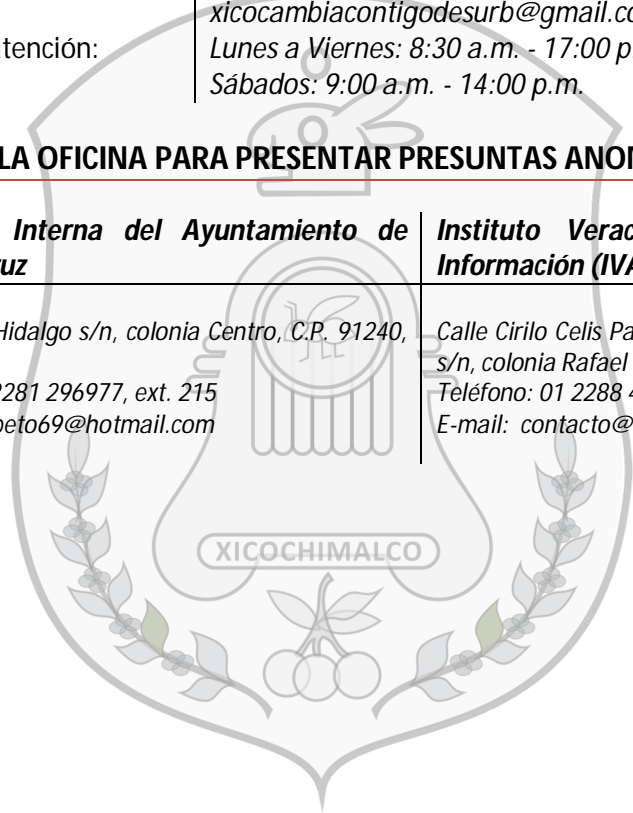 xicocambiacontigodesurb@gmail.co
tención:
Lunes a Viernes: 8:30 a.m. - 17:00 p.
Sábados: 9:00 a.m. - 14:00 p.m.
LA OFICINA PARA PRESENTAR PRESUNTAS ANO
Interna del Ayuntamiento de
uz
Hidalgo s/n, colonia Centro, C.P. 91240,
2281 296977, ext. 215
beto69@hotmail.com
Instituto Verac
Información (IVA
Calle Cirilo Celis Pa
s/n, colonia Rafael
Teléfono: 01 2288 4
E-mail: contacto@
XICOCHIMALCO